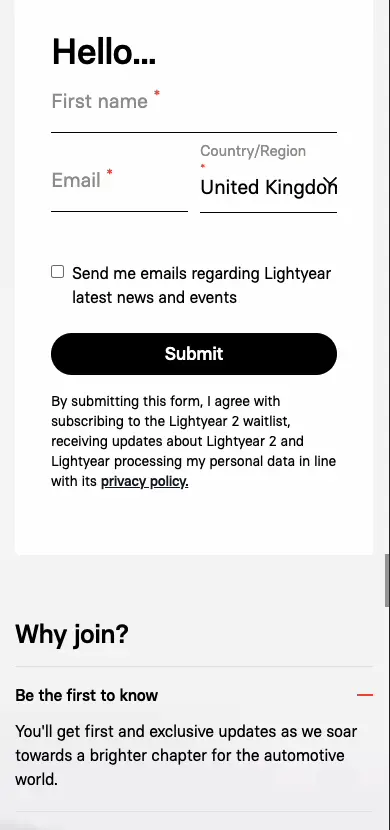 Hello...
First name *
Country/Region
*
Email *
United Kingdon
Send me emails regarding Lightyear
latest news and events
Submit
By submitting this form, I agree with
subscribing to the Lightyear 2 waitlist,
receiving updates about Lightyear 2 and
Lightyear processing my personal data in line
with its privacy policy.
Why join?
Be the first to know
You'll get first and exclusive updates as we soar
towards a brighter chapter for the automotive
world.